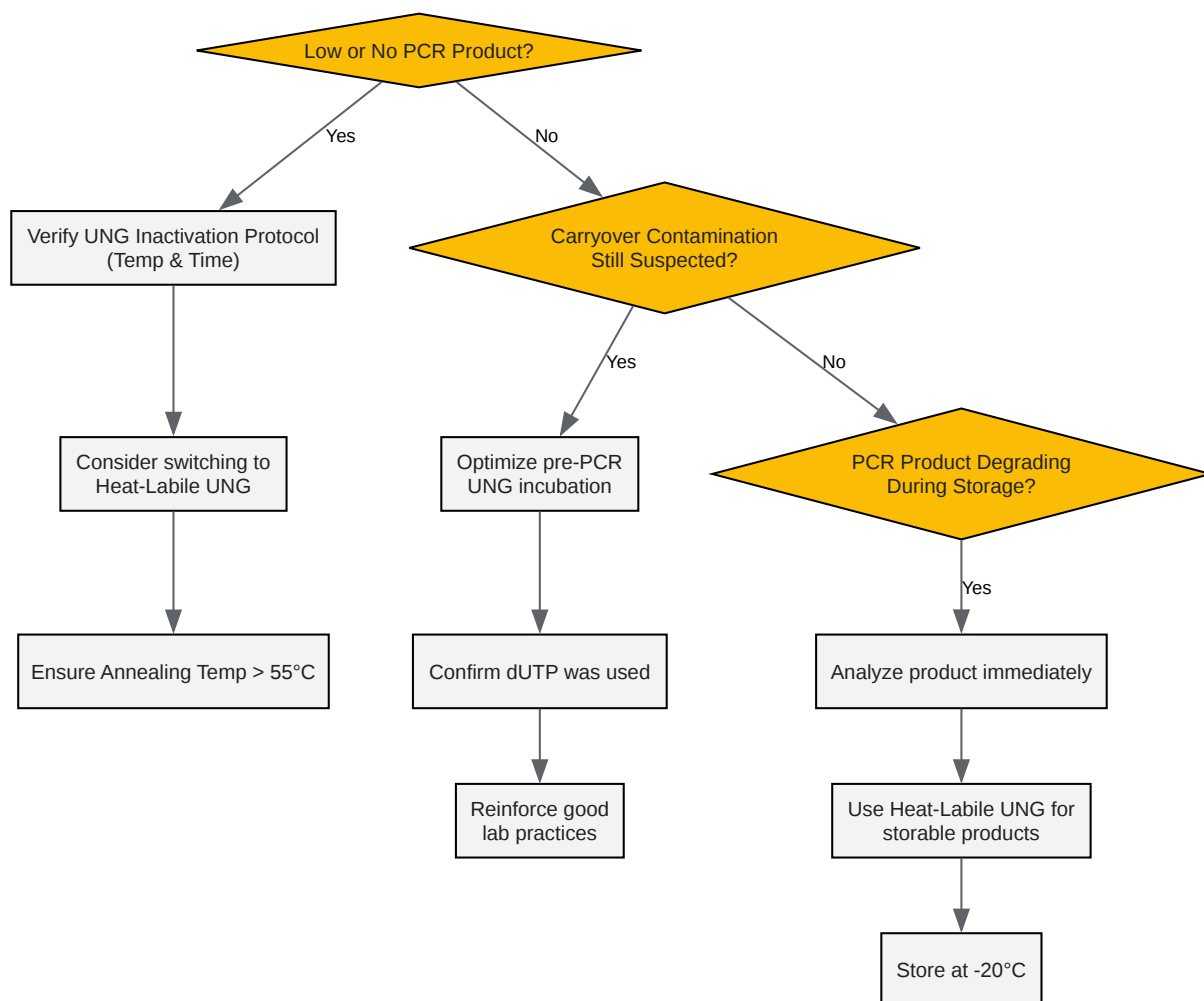 Low or No PCR Product?
Yes
No
Verify UNG Inactivation Protocol
(Temp & Time)
Carryover Contamination
Still Suspected?
Yes
No
Consider switching to
Heat-Labile UNG
Optimize pre-PCR
UNG incubation
PCR Product Degrading
During Storage?
Yes
Ensure Annealing Temp > 55°C
Confirm dUTP was used
Analyze product immediately
Reinforce good
lab practices
Use Heat-Labile UNG for
storable products
Store at -20°C